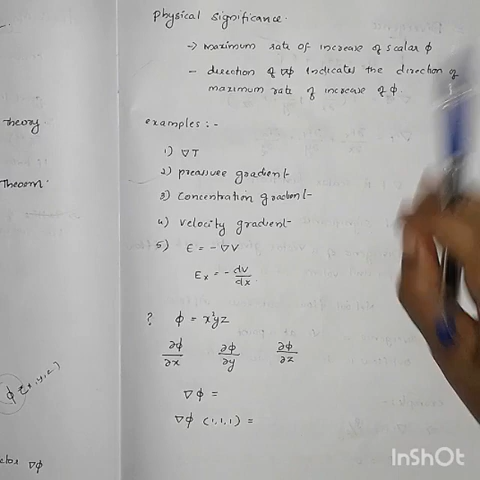 Physical significance.
→ maximum rate of increase of scalar ϕ
- direction of ∇ϕ indicates the direction of
maximum rate of increase of ϕ.
examples :-
1) ∇T
2) pressure gradient
3) Concentration gradient
4) velocity gradient
5) E = - ∇V
Eₓ = - dv/dx
? ϕ = x²yz
∂ϕ/∂x ∂ϕ/∂y ∂ϕ/∂z
∇ϕ =
∇ϕ (1,1,1) =
Theory
Theorem.
ϕ (x,y,z)
∇ϕ
InShOt